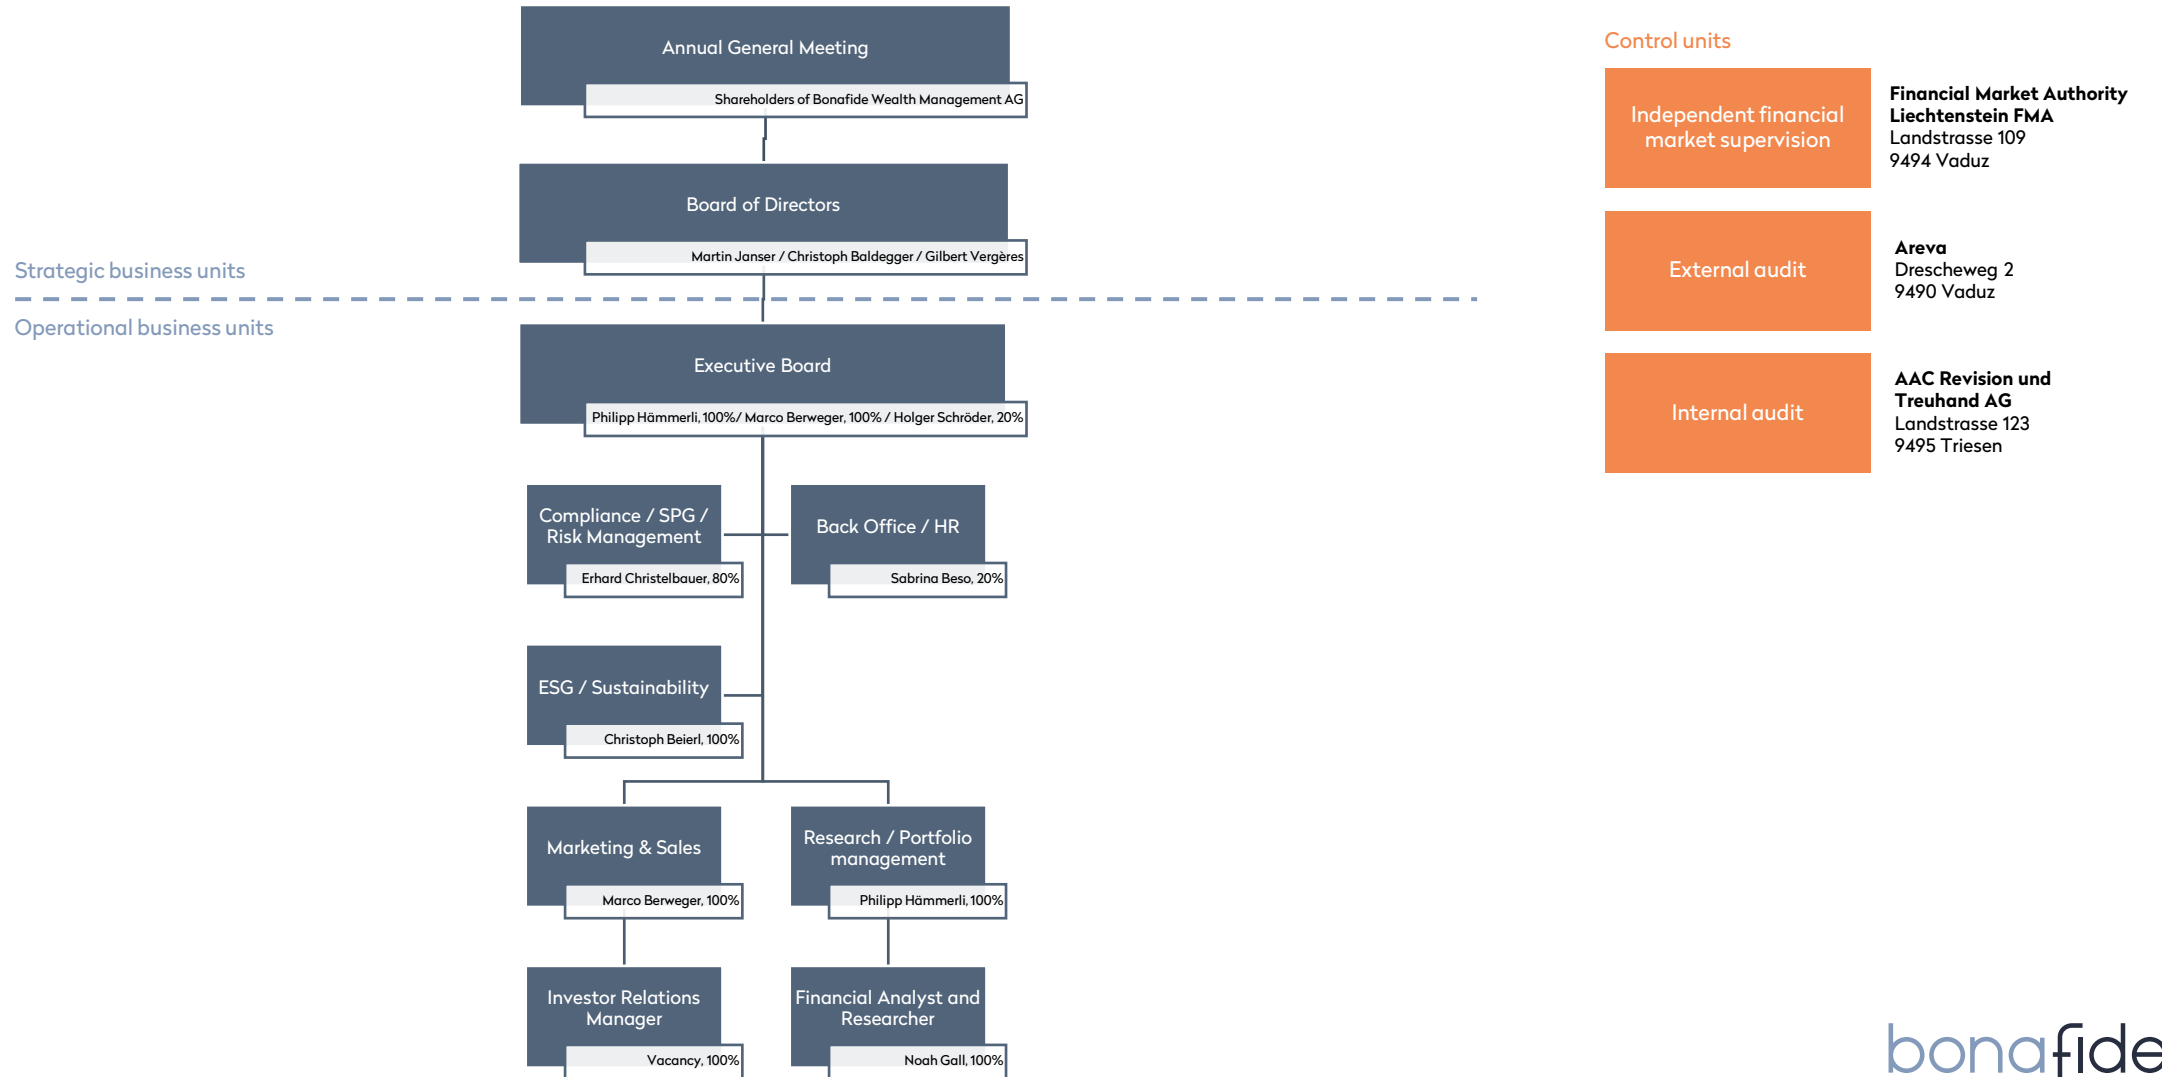 Annual General Meeting
Shareholders of Bonafide Wealth Management AG
Board of Directors
Martin Janser / Christoph Baldegger / Gilbert Vergères
Strategic business units
Operational business units
Executive Board
Philipp Hämmerli, 100%/ Marco Berweger, 100% / Holger Schröder, 20%
Compliance / SPG /
Risk Management
Erhard Christelbauer, 80%
Back Office / HR
Sabrina Beso, 20%
ESG / Sustainability
Christoph Beierl, 100%
Marketing & Sales
Marco Berweger, 100%
Research / Portfolio
management
Philipp Hämmerli, 100%
Investor Relations
Manager
Vacancy, 100%
Financial Analyst and
Researcher
Noah Gall, 100%
Control units
Independent financial
market supervision
Financial Market Authority
Liechtenstein FMA
Landstrasse 109
9494 Vaduz
External audit
Areva
Drescheweg 2
9490 Vaduz
Internal audit
AAC Revision und
Treuhand AG
Landstrasse 123
9495 Triesen
bonafide